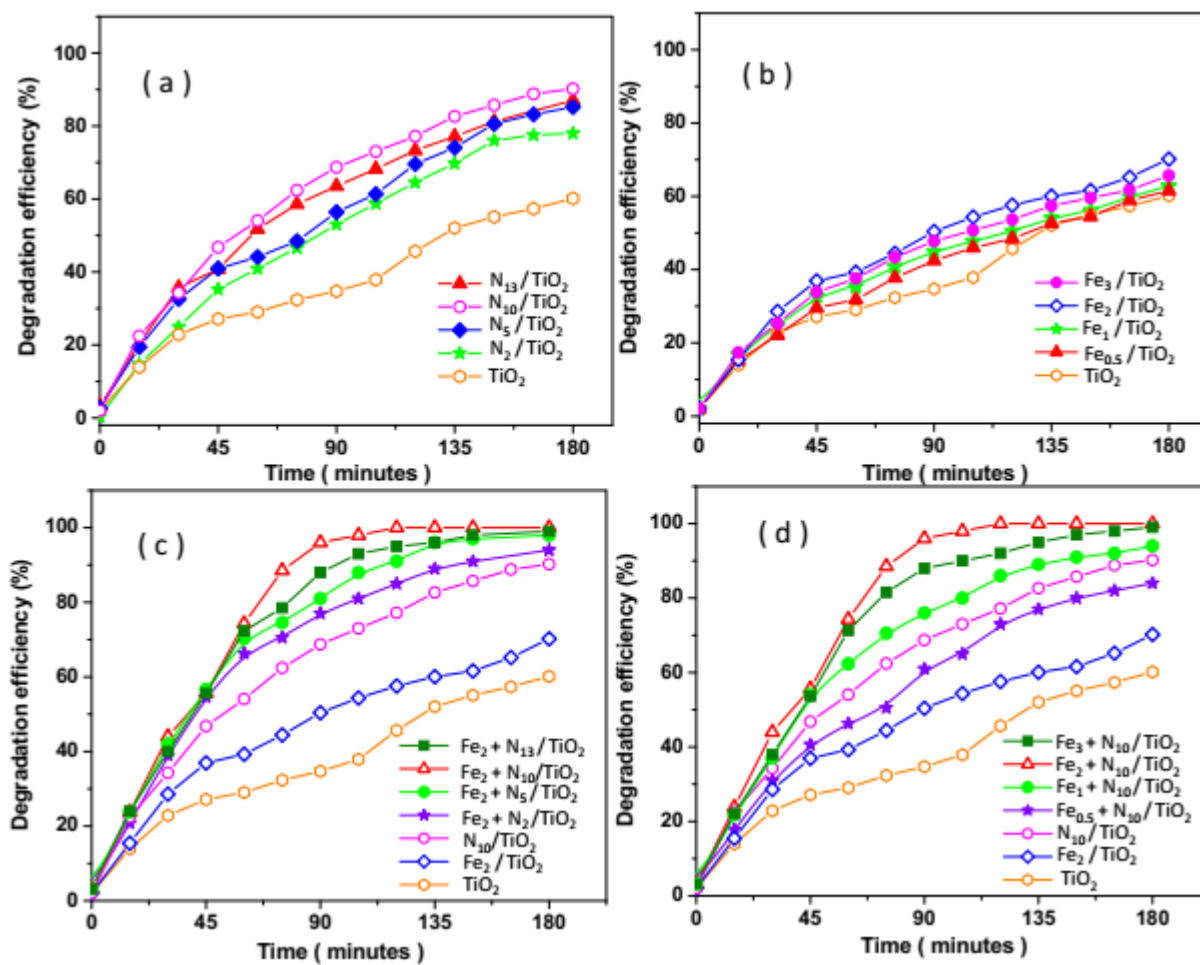 ( a )
Degradation efficiency (%)
100
80
60
40
20
0
N₁₃/TiO₂
N₁₀/TiO₂
N₅/TiO₂
N₂/TiO₂
TiO₂
0 45 90 135 180
Time ( minutes )
( b )
Degradation efficiency (%)
100
80
60
40
20
0
Fe₃/TiO₂
Fe₂/TiO₂
Fe₁/TiO₂
Fe₀.₅/TiO₂
TiO₂
0 45 90 135 180
Time ( minutes )
( c )
Degradation efficiency (%)
100
80
60
40
20
0
Fe₂ + N₁₃/TiO₂
Fe₂ + N₁₀/TiO₂
Fe₂ + N₅/TiO₂
Fe₂ + N₂/TiO₂
N₁₀/TiO₂
Fe₂/TiO₂
TiO₂
0 45 90 135 180
Time ( minutes )
( d )
Degradation efficiency (%)
100
80
60
40
20
0
Fe₃ + N₁₀/TiO₂
Fe₂ + N₁₀/TiO₂
Fe₁ + N₁₀/TiO₂
Fe₀.₅ + N₁₀/TiO₂
N₁₀/TiO₂
Fe₂/TiO₂
TiO₂
0 45 90 135 180
Time ( minutes )